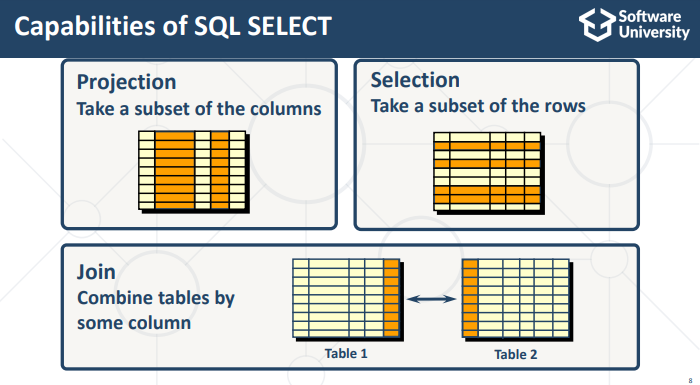 Capabilities of SQL SELECT
Software
University
Projection
Take a subset of the columns
Selection
Take a subset of the rows
Join
Combine tables by
some column
Table 1
Table 2
8